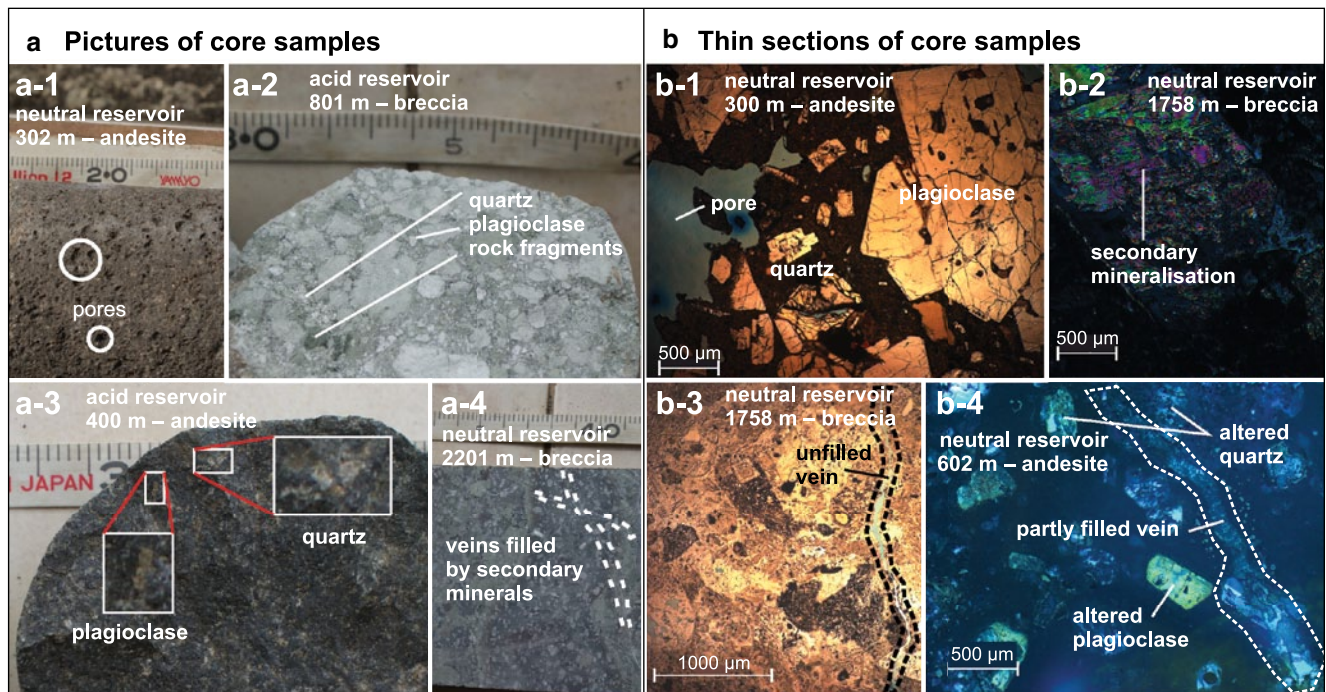 a Pictures of core samples
a-1
neutral reservoir
302 m – andesite
2-0
pores
a-2
acid reservoir
801 m – breccia
5
quartz
plagioclase
rock fragments
a-3
acid reservoir
400 m – andesite
JAPAN 3
quartz
plagioclase
a-4
neutral reservoir
2201 m – breccia
veins filled
by secondary
minerals
b Thin sections of core samples
b-1
neutral reservoir
300 m – andesite
pore
plagioclase
quartz
500 µm
b-2
neutral reservoir
1758 m – breccia
secondary
mineralisation
500 µm
b-3
neutral reservoir
1758 m – breccia
unfilled
vein
1000 µm
b-4
neutral reservoir
602 m – andesite
altered
quartz
partly filled vein
altered
plagioclase
500 µm